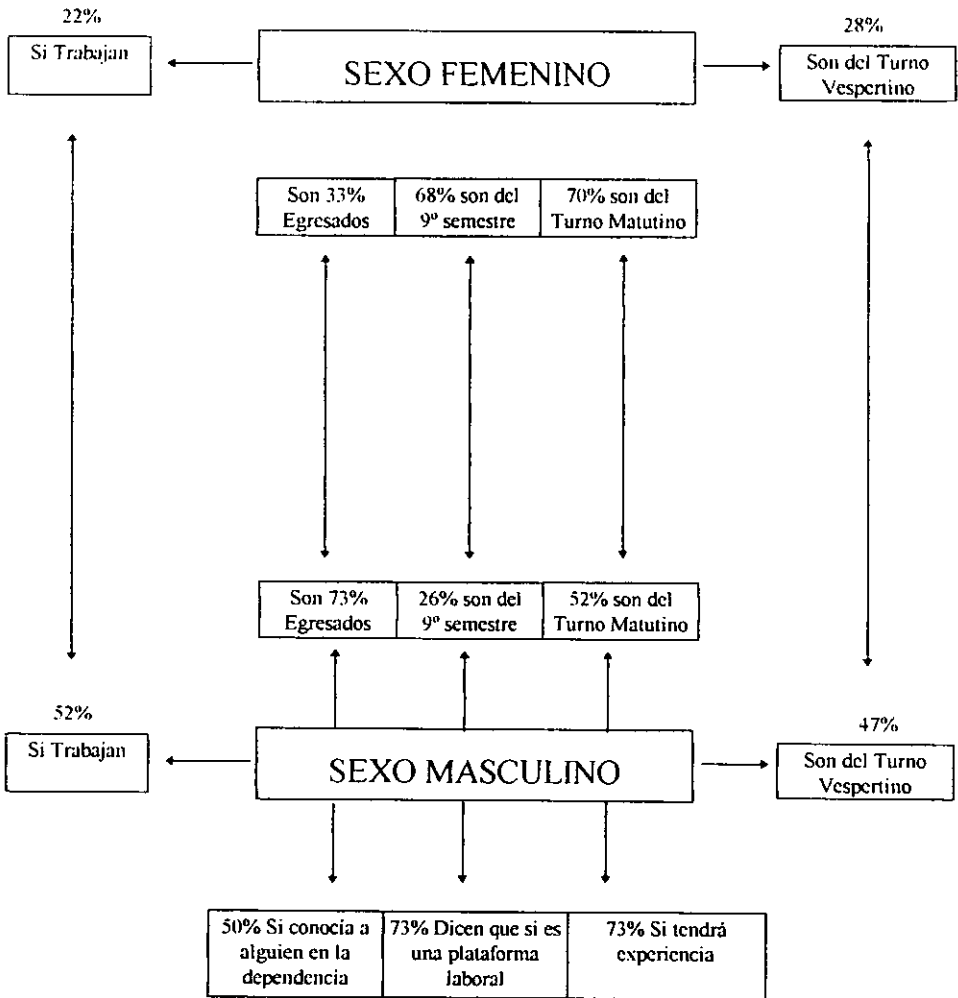 22%
Si Trabajan
SEXO FEMENINO
28%
Son del Turno
Vespertino
Son 33%
Egresados
68% son del
9º semestre
70% son del
Turno Matutino
Son 73%
Egresados
26% son del
9º semestre
52% son del
Turno Matutino
52%
Si Trabajan
SEXO MASCULINO
47%
Son del Turno
Vespertino
50% Si conocía a
alguien en la
dependencia
73% Dicen que si es
una plataforma
laboral
73% Si tendrá
experiencia